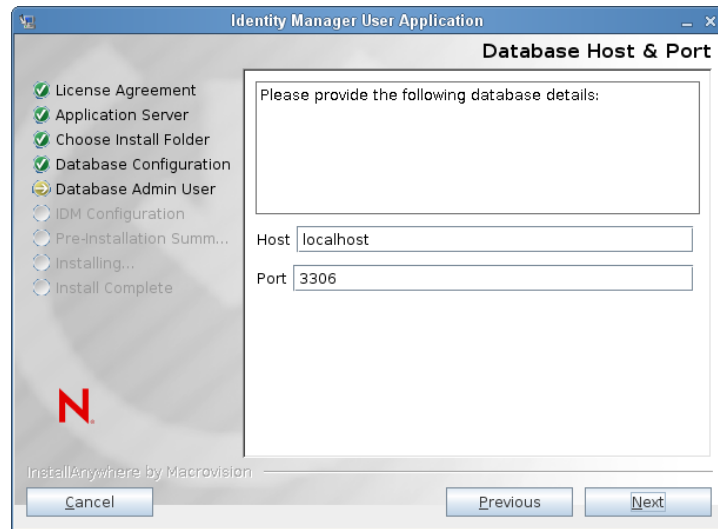 Identity Manager User Application
Database Host & Port
License Agreement
Application Server
Choose Install Folder
Database Configuration
Database Admin User
IDM Configuration
Pre-Installation Summ...
Installing...
Install Complete
Please provide the following database details:
Host localhost
Port 3306
N
InstallAnywhere by Macrovision
Cancel
Previous
Next